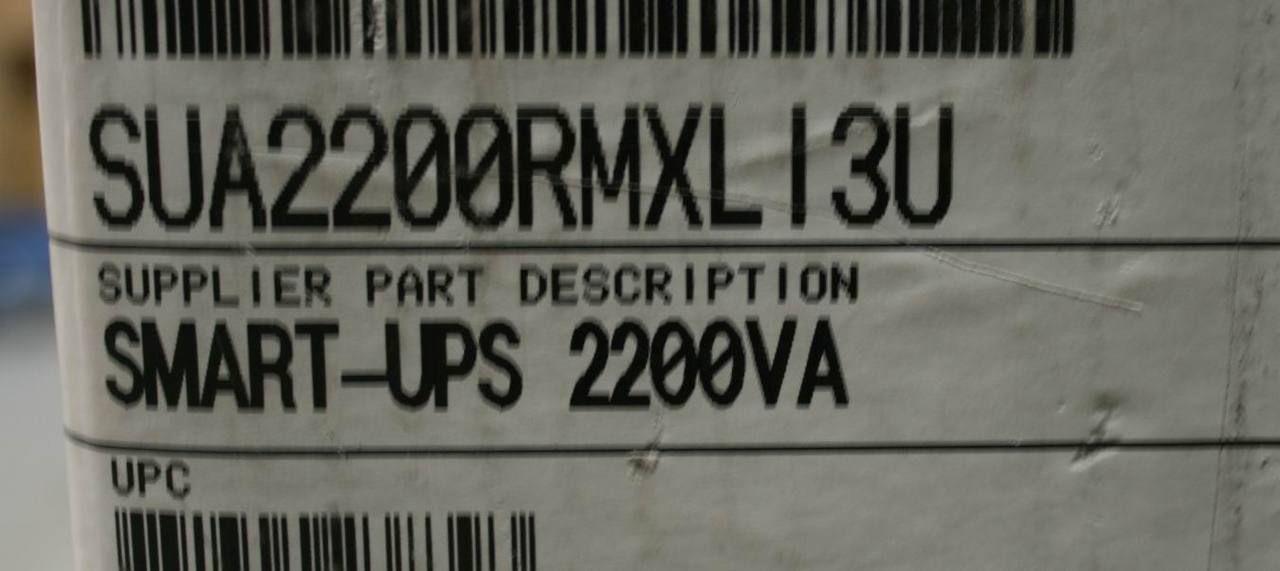 SUA2200RMXLI3U
SUPPLIER PART DESCRIPTION
SMART-UPS 2200VA
UPC